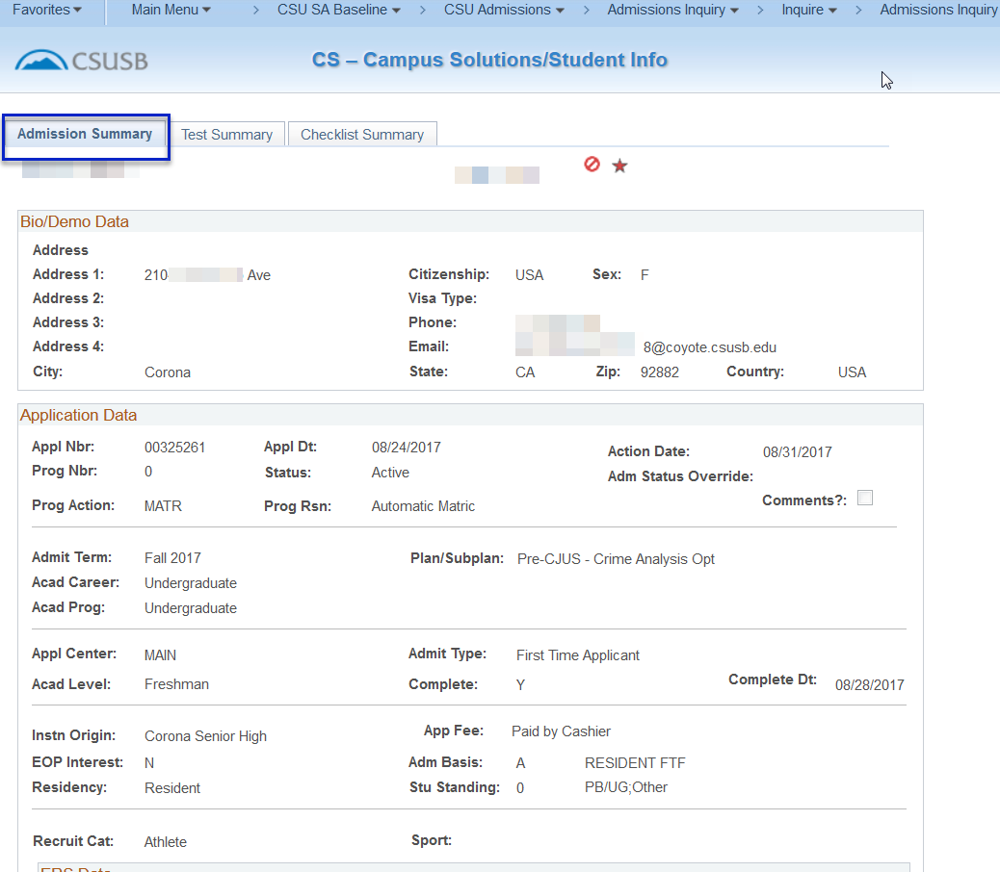 Favorites Main Menu > CSU SA Baseline > CSU Admissions > Admissions Inquiry > Inquire > Admissions Inquiry
CSUSB CS – Campus Solutions/Student Info
Admission Summary Test Summary Checklist Summary
Bio/Demo Data
Address
Address 1: 210 Ave Citizenship: USA Sex: F
Address 2: Visa Type:
Address 3: Phone:
Address 4: Email: 8@coyote.csusb.edu
City: Corona State: CA Zip: 92882 Country: USA
Application Data
Appl Nbr: 00325261 Appl Dt: 08/24/2017 Action Date: 08/31/2017
Prog Nbr: 0 Status: Active Adm Status Override:
Comments?:
Prog Action: MATR Prog Rsn: Automatic Matric
Admit Term: Fall 2017 Plan/Subplan: Pre-CJUS - Crime Analysis Opt
Acad Career: Undergraduate
Acad Prog: Undergraduate
Appl Center: MAIN Admit Type: First Time Applicant
Acad Level: Freshman Complete: Y Complete Dt: 08/28/2017
Instn Origin: Corona Senior High App Fee: Paid by Cashier
EOP Interest: N Adm Basis: A RESIDENT FTF
Residency: Resident Stu Standing: 0 PB/UG;Other
Recruit Cat: Athlete Sport: